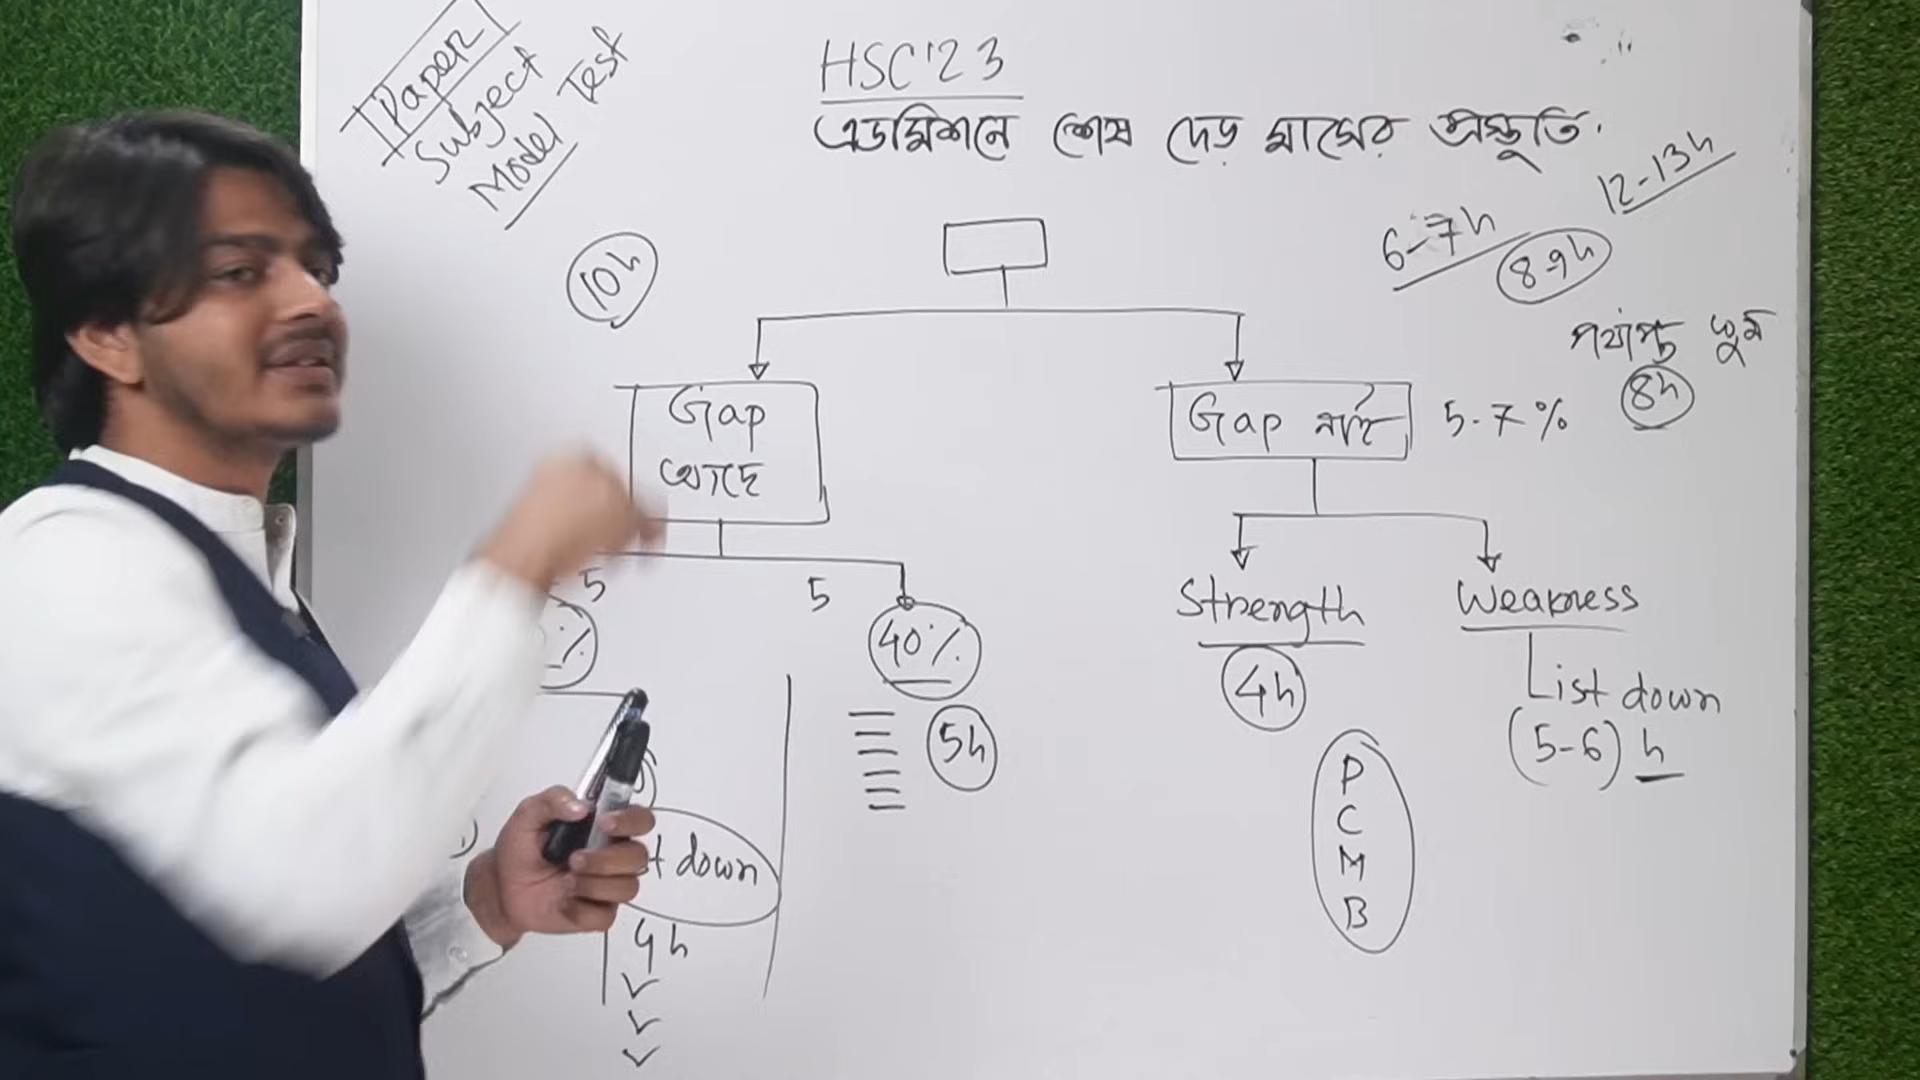 Paper
Subject
Model Test
HSC'23
এডমিশনে শেষ দেড় মাসের প্রস্তুতি.
12-13h
6-7h
8-9h
10h
পর্যাপ্ত ঘুম
8h
Gap
আছে
Gap নাই
5-7%
5
5
%
40%
5h
Strength
4h
Weakness
List down
(5-6) h
P
C
M
B
t down
4h